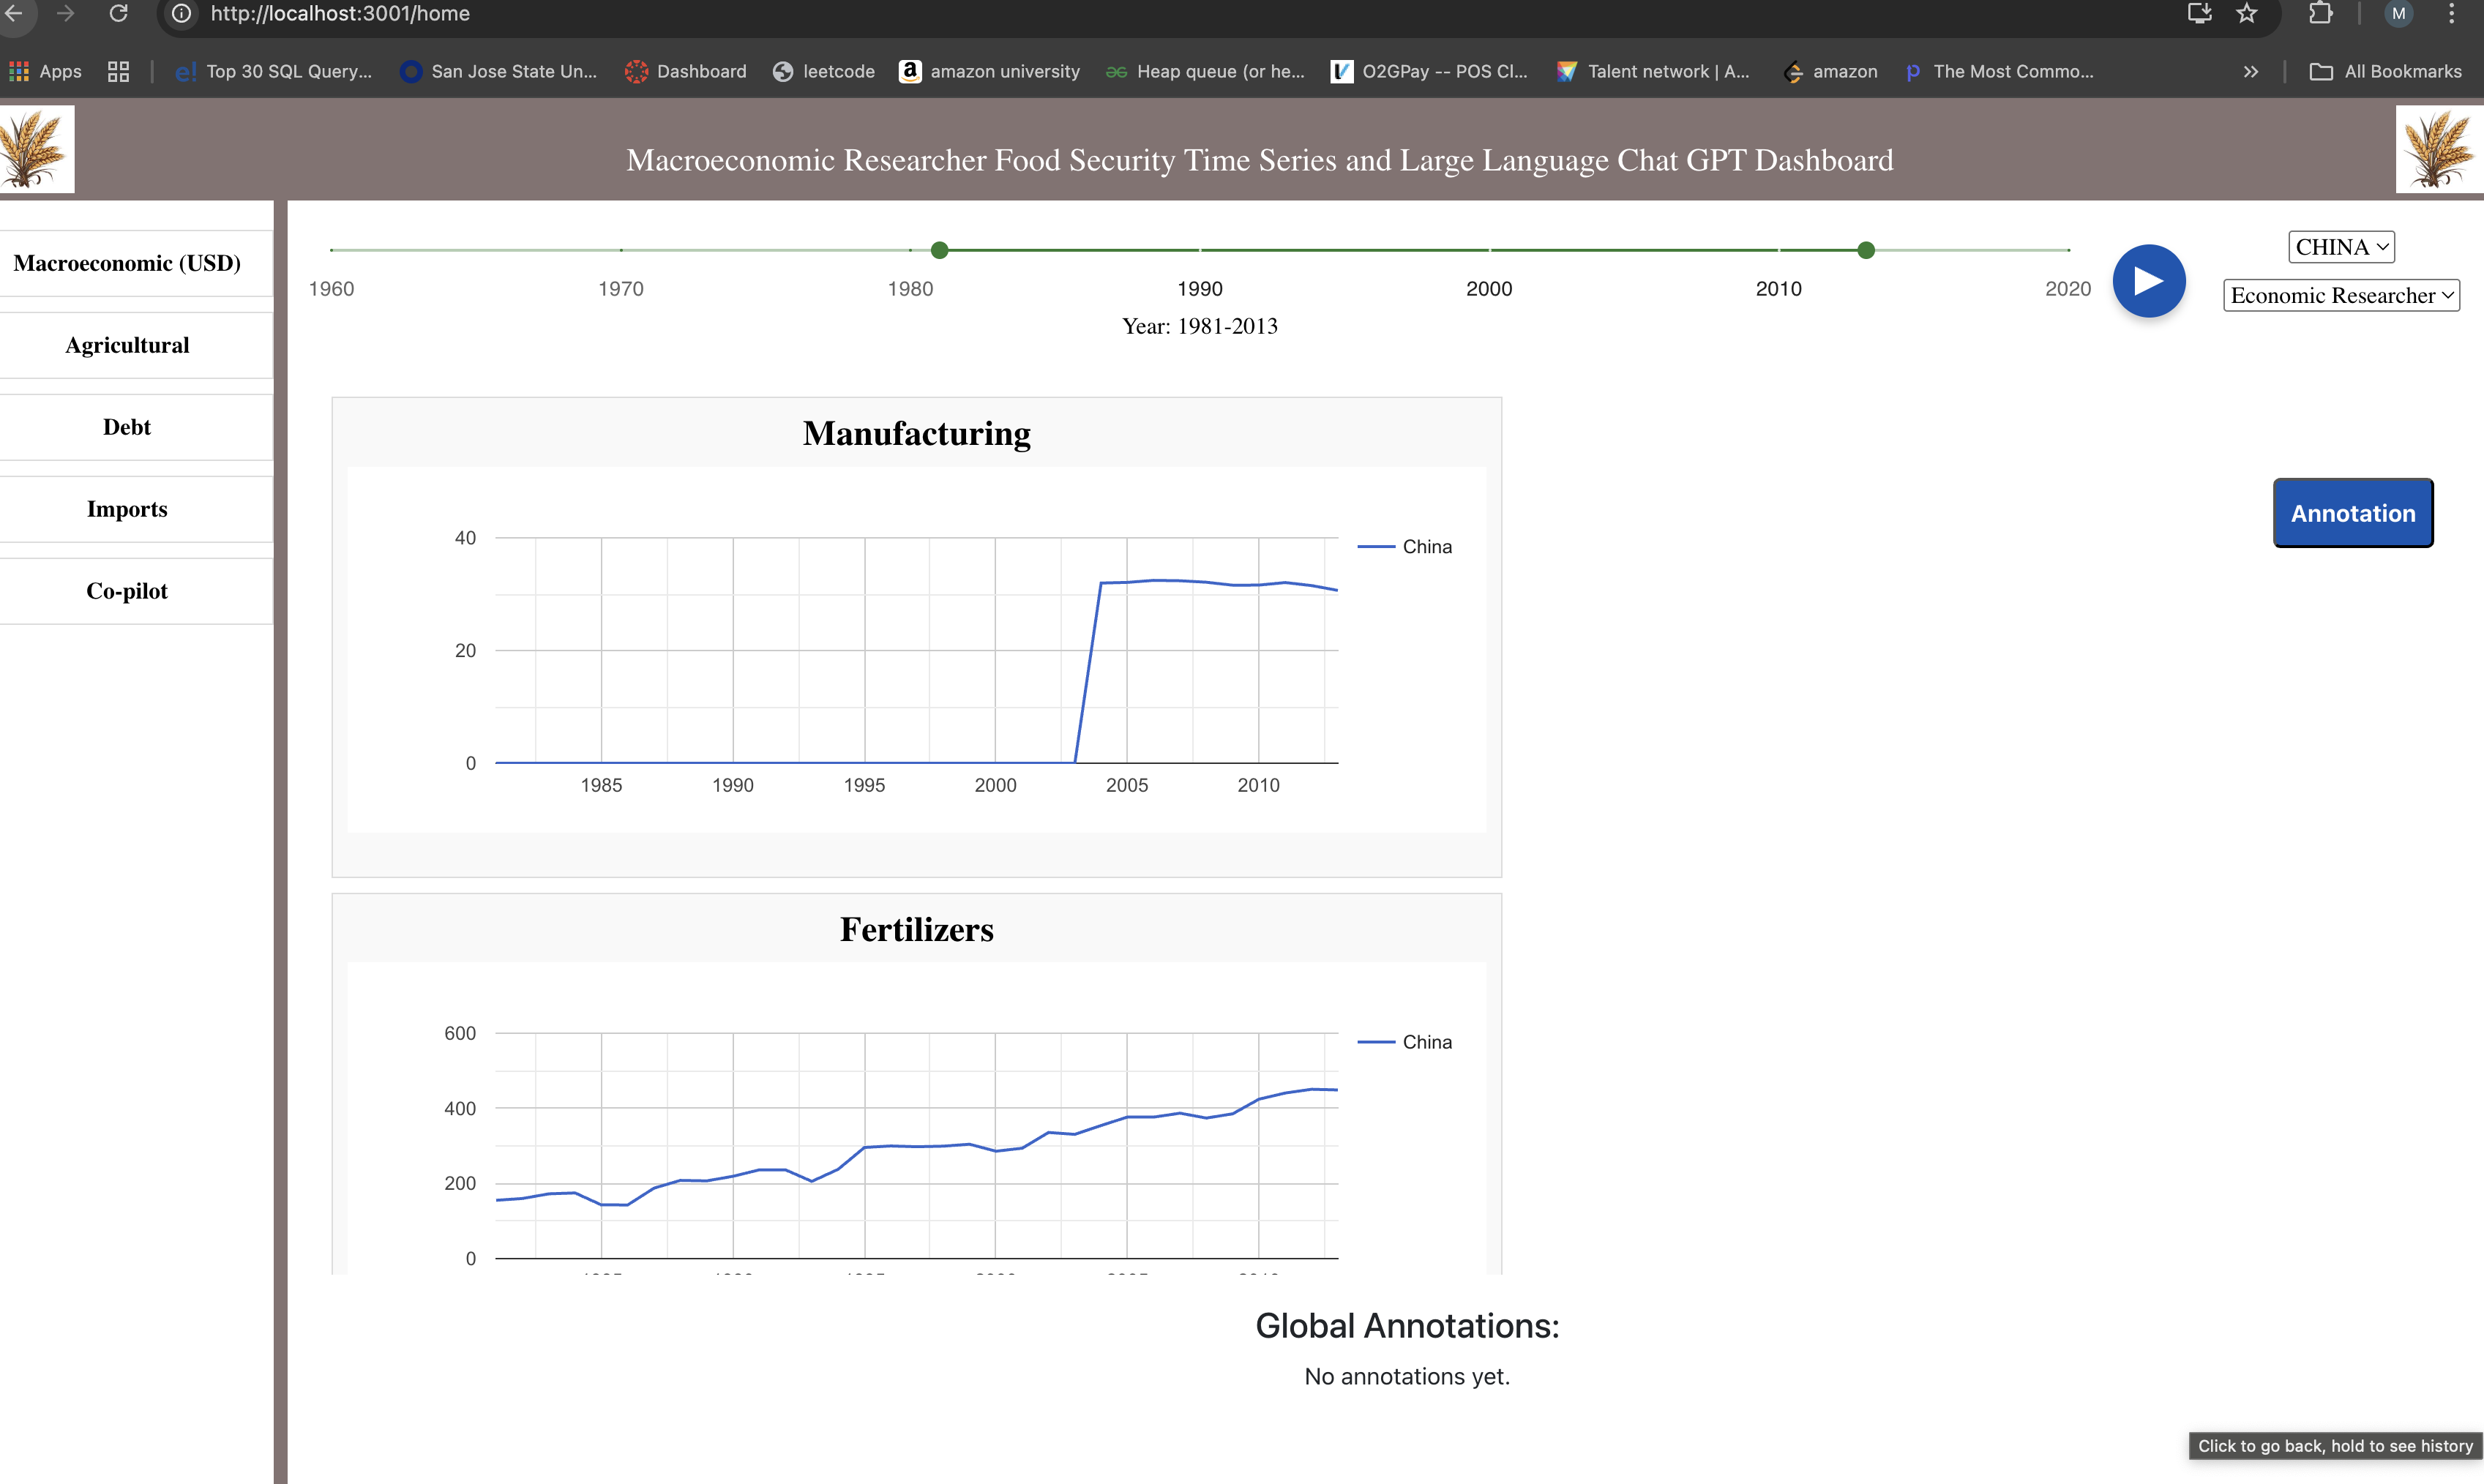 http://localhost:3001/home
M
Apps
e! Top 30 SQL Query...
San Jose State Un...
Dashboard
leetcode
a amazon university
Heap queue (or he...
O2GPay -- POS Cl...
Talent network | A...
amazon
p The Most Commo...
All Bookmarks
Macroeconomic Researcher Food Security Time Series and Large Language Chat GPT Dashboard
Macroeconomic (USD)
Agricultural
Debt
Imports
Co-pilot
1960 1970 1980 1990 2000 2010 2020
Year: 1981-2013
CHINA
Economic Researcher
Annotation
Manufacturing
40
20
0
1985 1990 1995 2000 2005 2010
China
Fertilizers
600
400
200
0
China
Global Annotations:
No annotations yet.
Click to go back, hold to see history